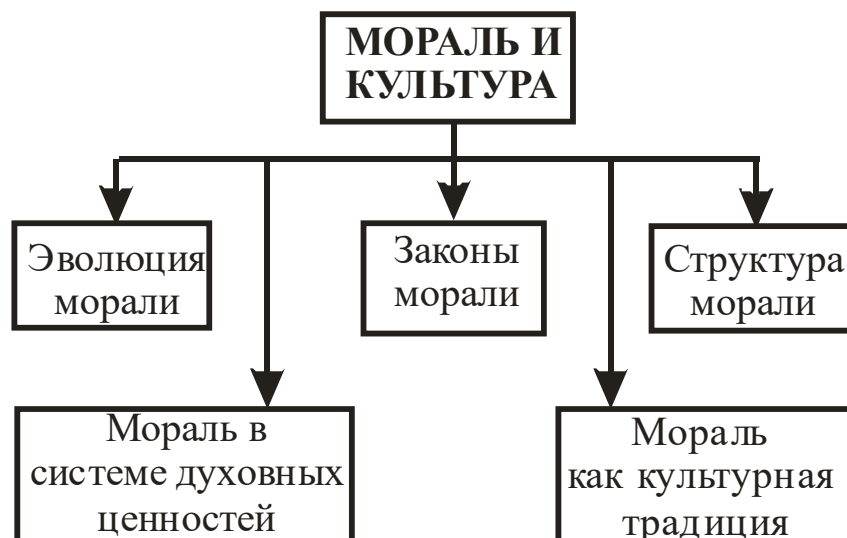 МОРАЛЬ И
КУЛЬТУРА
Эволюция
морали
Законы
морали
Структура
морали
Мораль в
системе духовных
ценностей
Мораль
как культурная
традиция